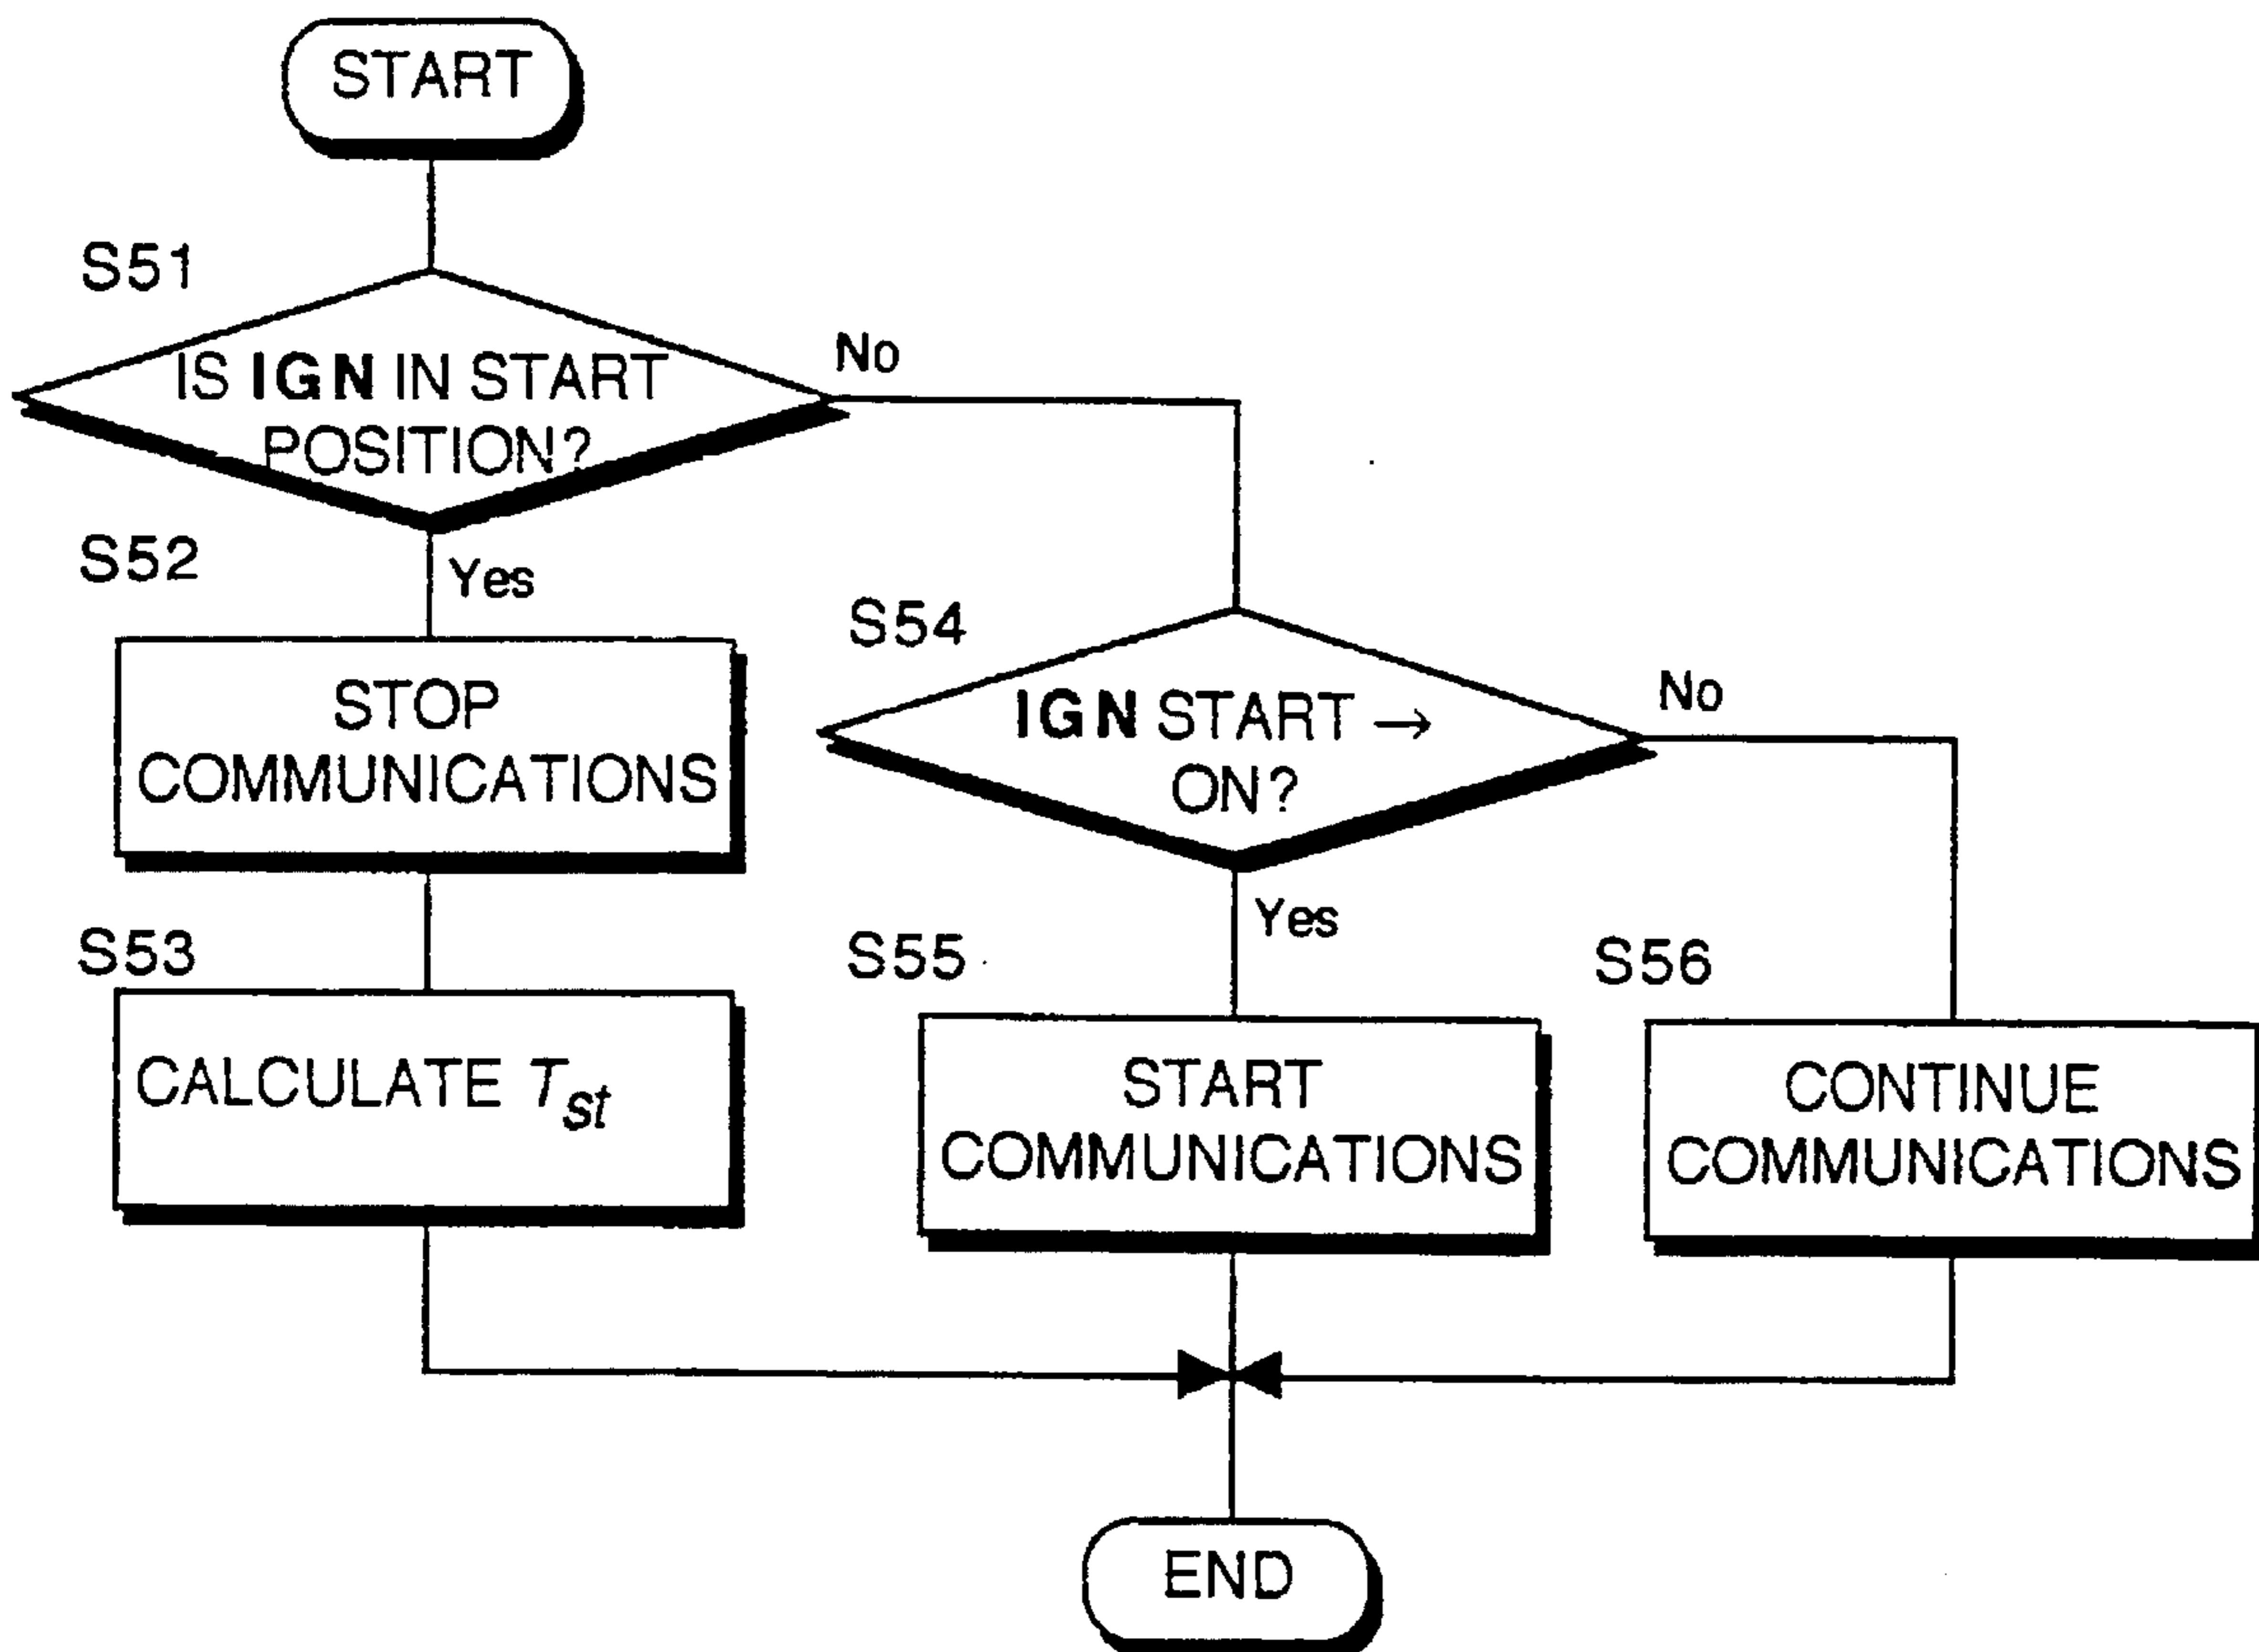 START
S51
IS IGN IN START
POSITION?
No
S52
Yes
STOP
COMMUNICATIONS
S53
CALCULATE Tst
S54
IGN START →
ON?
No
Yes
S55
START
COMMUNICATIONS
S56
CONTINUE
COMMUNICATIONS
END